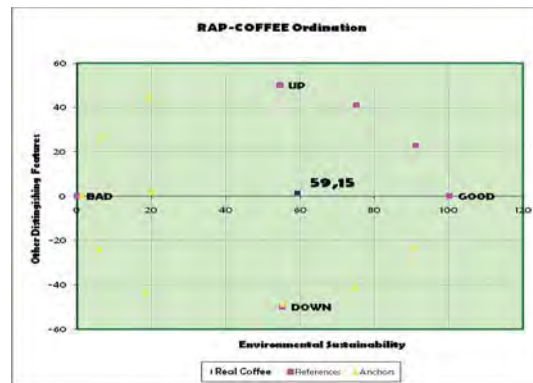 RAP-COFFEE Ordination
60
UP
40
20
59,15
0
BAD
GOOD
0
20
40
60
80
100
120
-20
-40
DOWN
-60
Other Distingshing Features
Environmental Sustainability
Real Coffee
References
Anchors